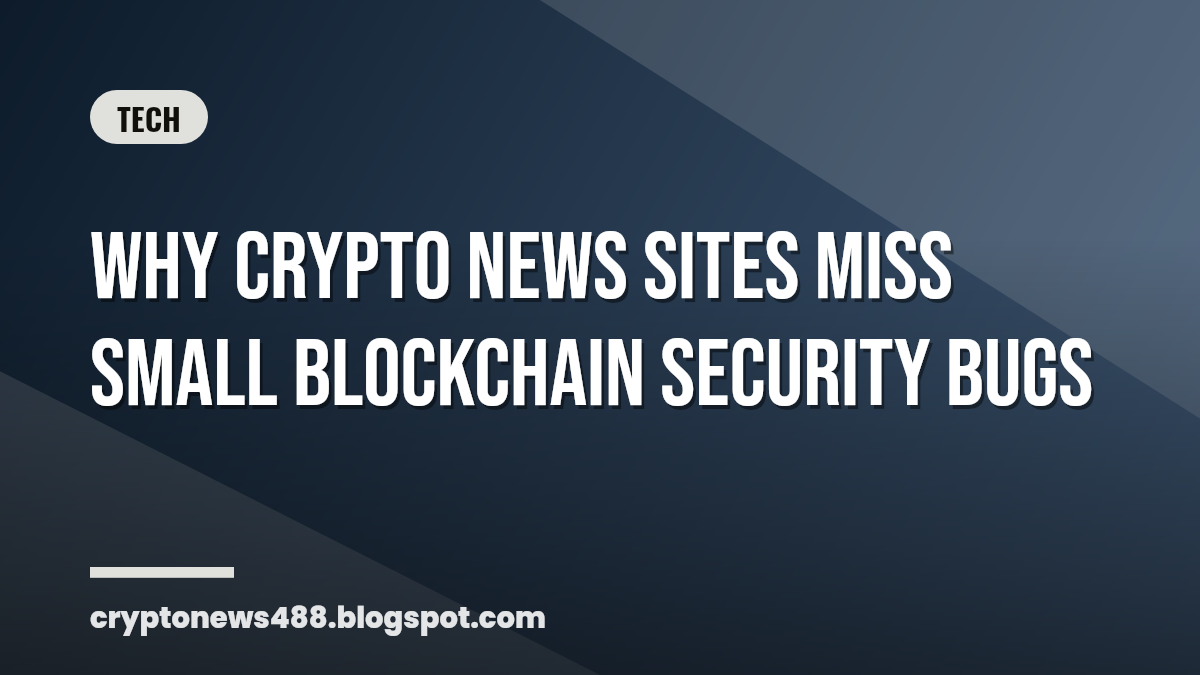 TECH
WHY CRYPTO NEWS SITES MISS
SMALL BLOCKCHAIN SECURITY BUGS
cryptonews488.blogspot.com